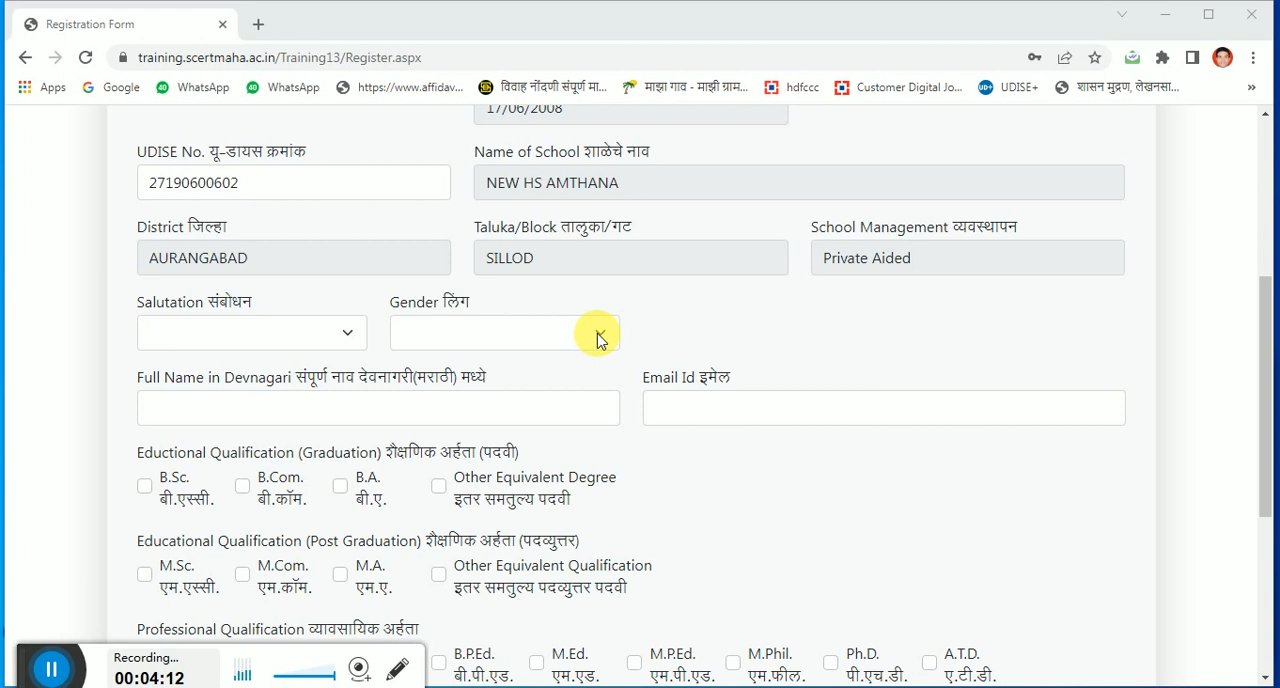 Registration Form
training.scertmaha.ac.in/Training13/Register.aspx
Apps Google 40 WhatsApp 40 WhatsApp https://www.affidav... विवाह नोंदणी संपूर्ण मा... माझा गाव - माझी ग्राम... hdfccc Customer Digital Jo... UD+ UDISE+ शासन मुद्रण, लेखनसा... »
17/06/2008
UDISE No. यू-डायस क्रमांक Name of School शाळेचे नाव
27190600602 NEW HS AMTHANA
District जिल्हा Taluka/Block तालुका/गट School Management व्यवस्थापन
AURANGABAD SILLOD Private Aided
Salutation संबोधन Gender लिंग
Full Name in Devnagari संपूर्ण नाव देवनागरी(मराठी) मध्ये Email Id इमेल
Eductional Qualification (Graduation) शैक्षणिक अर्हता (पदवी)
B.Sc. B.Com. B.A. Other Equivalent Degree
बी.एस्सी. बी.कॉम. बी.ए. इतर समतुल्य पदवी
Educational Qualification (Post Graduation) शैक्षणिक अर्हता (पदव्युत्तर)
M.Sc. M.Com. M.A. Other Equivalent Qualification
एम.एस्सी. एम.कॉम. एम.ए. इतर समतुल्य पदव्युत्तर पदवी
Professional Qualification व्यावसायिक अर्हता
B.P.Ed. M.Ed. M.P.Ed. M.Phil. Ph.D. A.T.D.
बी.पी.एड. एम.एड. एम.पी.एड. एम.फील. पी.एच.डी. ए.टी.डी.
Recording...
00:04:12